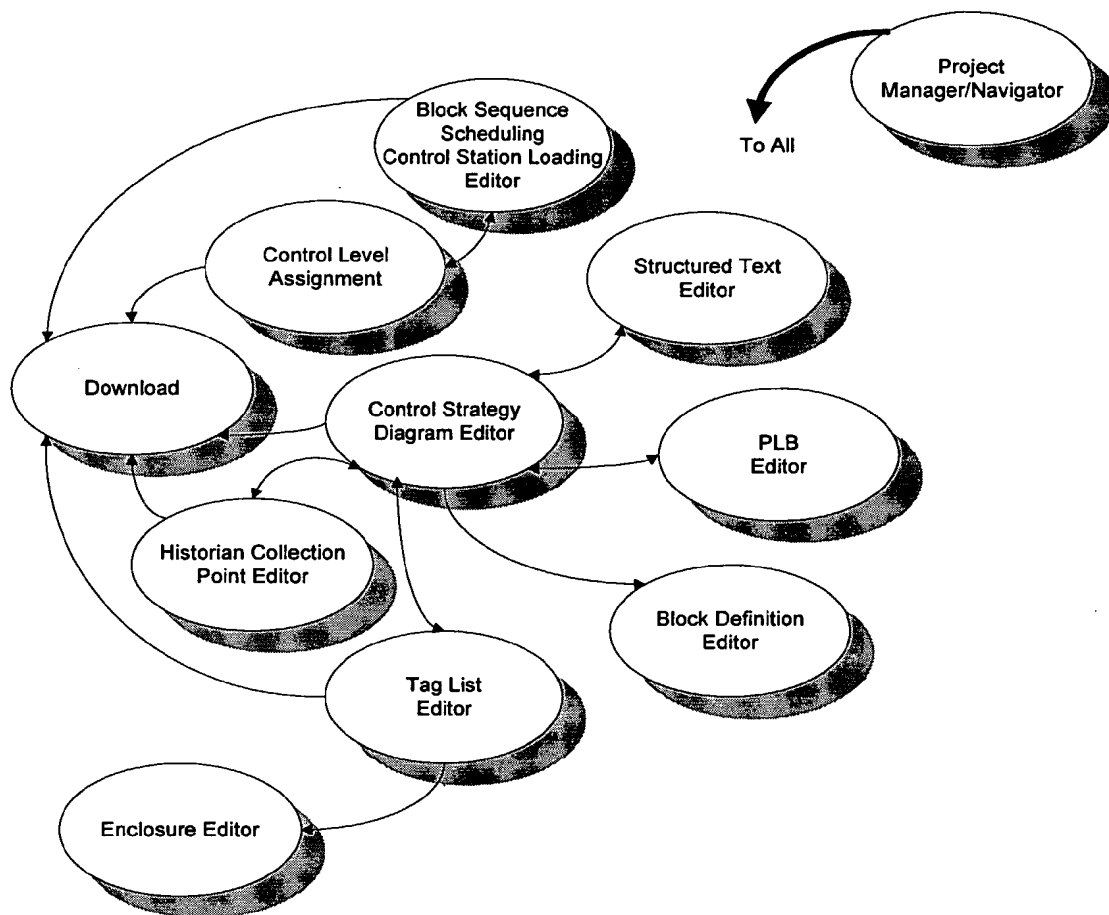 Project
Manager/Navigator
To All
Block Sequence
Scheduling
Control Station Loading
Editor
Control Level
Assignment
Structured Text
Editor
Download
Control Strategy
Diagram Editor
PLB
Editor
Historian Collection
Point Editor
Block Definition
Editor
Tag List
Editor
Enclosure Editor